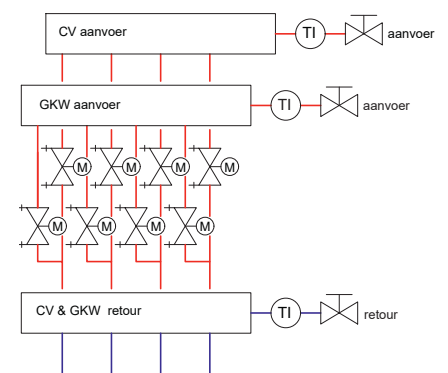 CV aanvoer TI aanvoer
GKW aanvoer TI aanvoer
M M M M
M M M M
CV & GKW retour TI retour